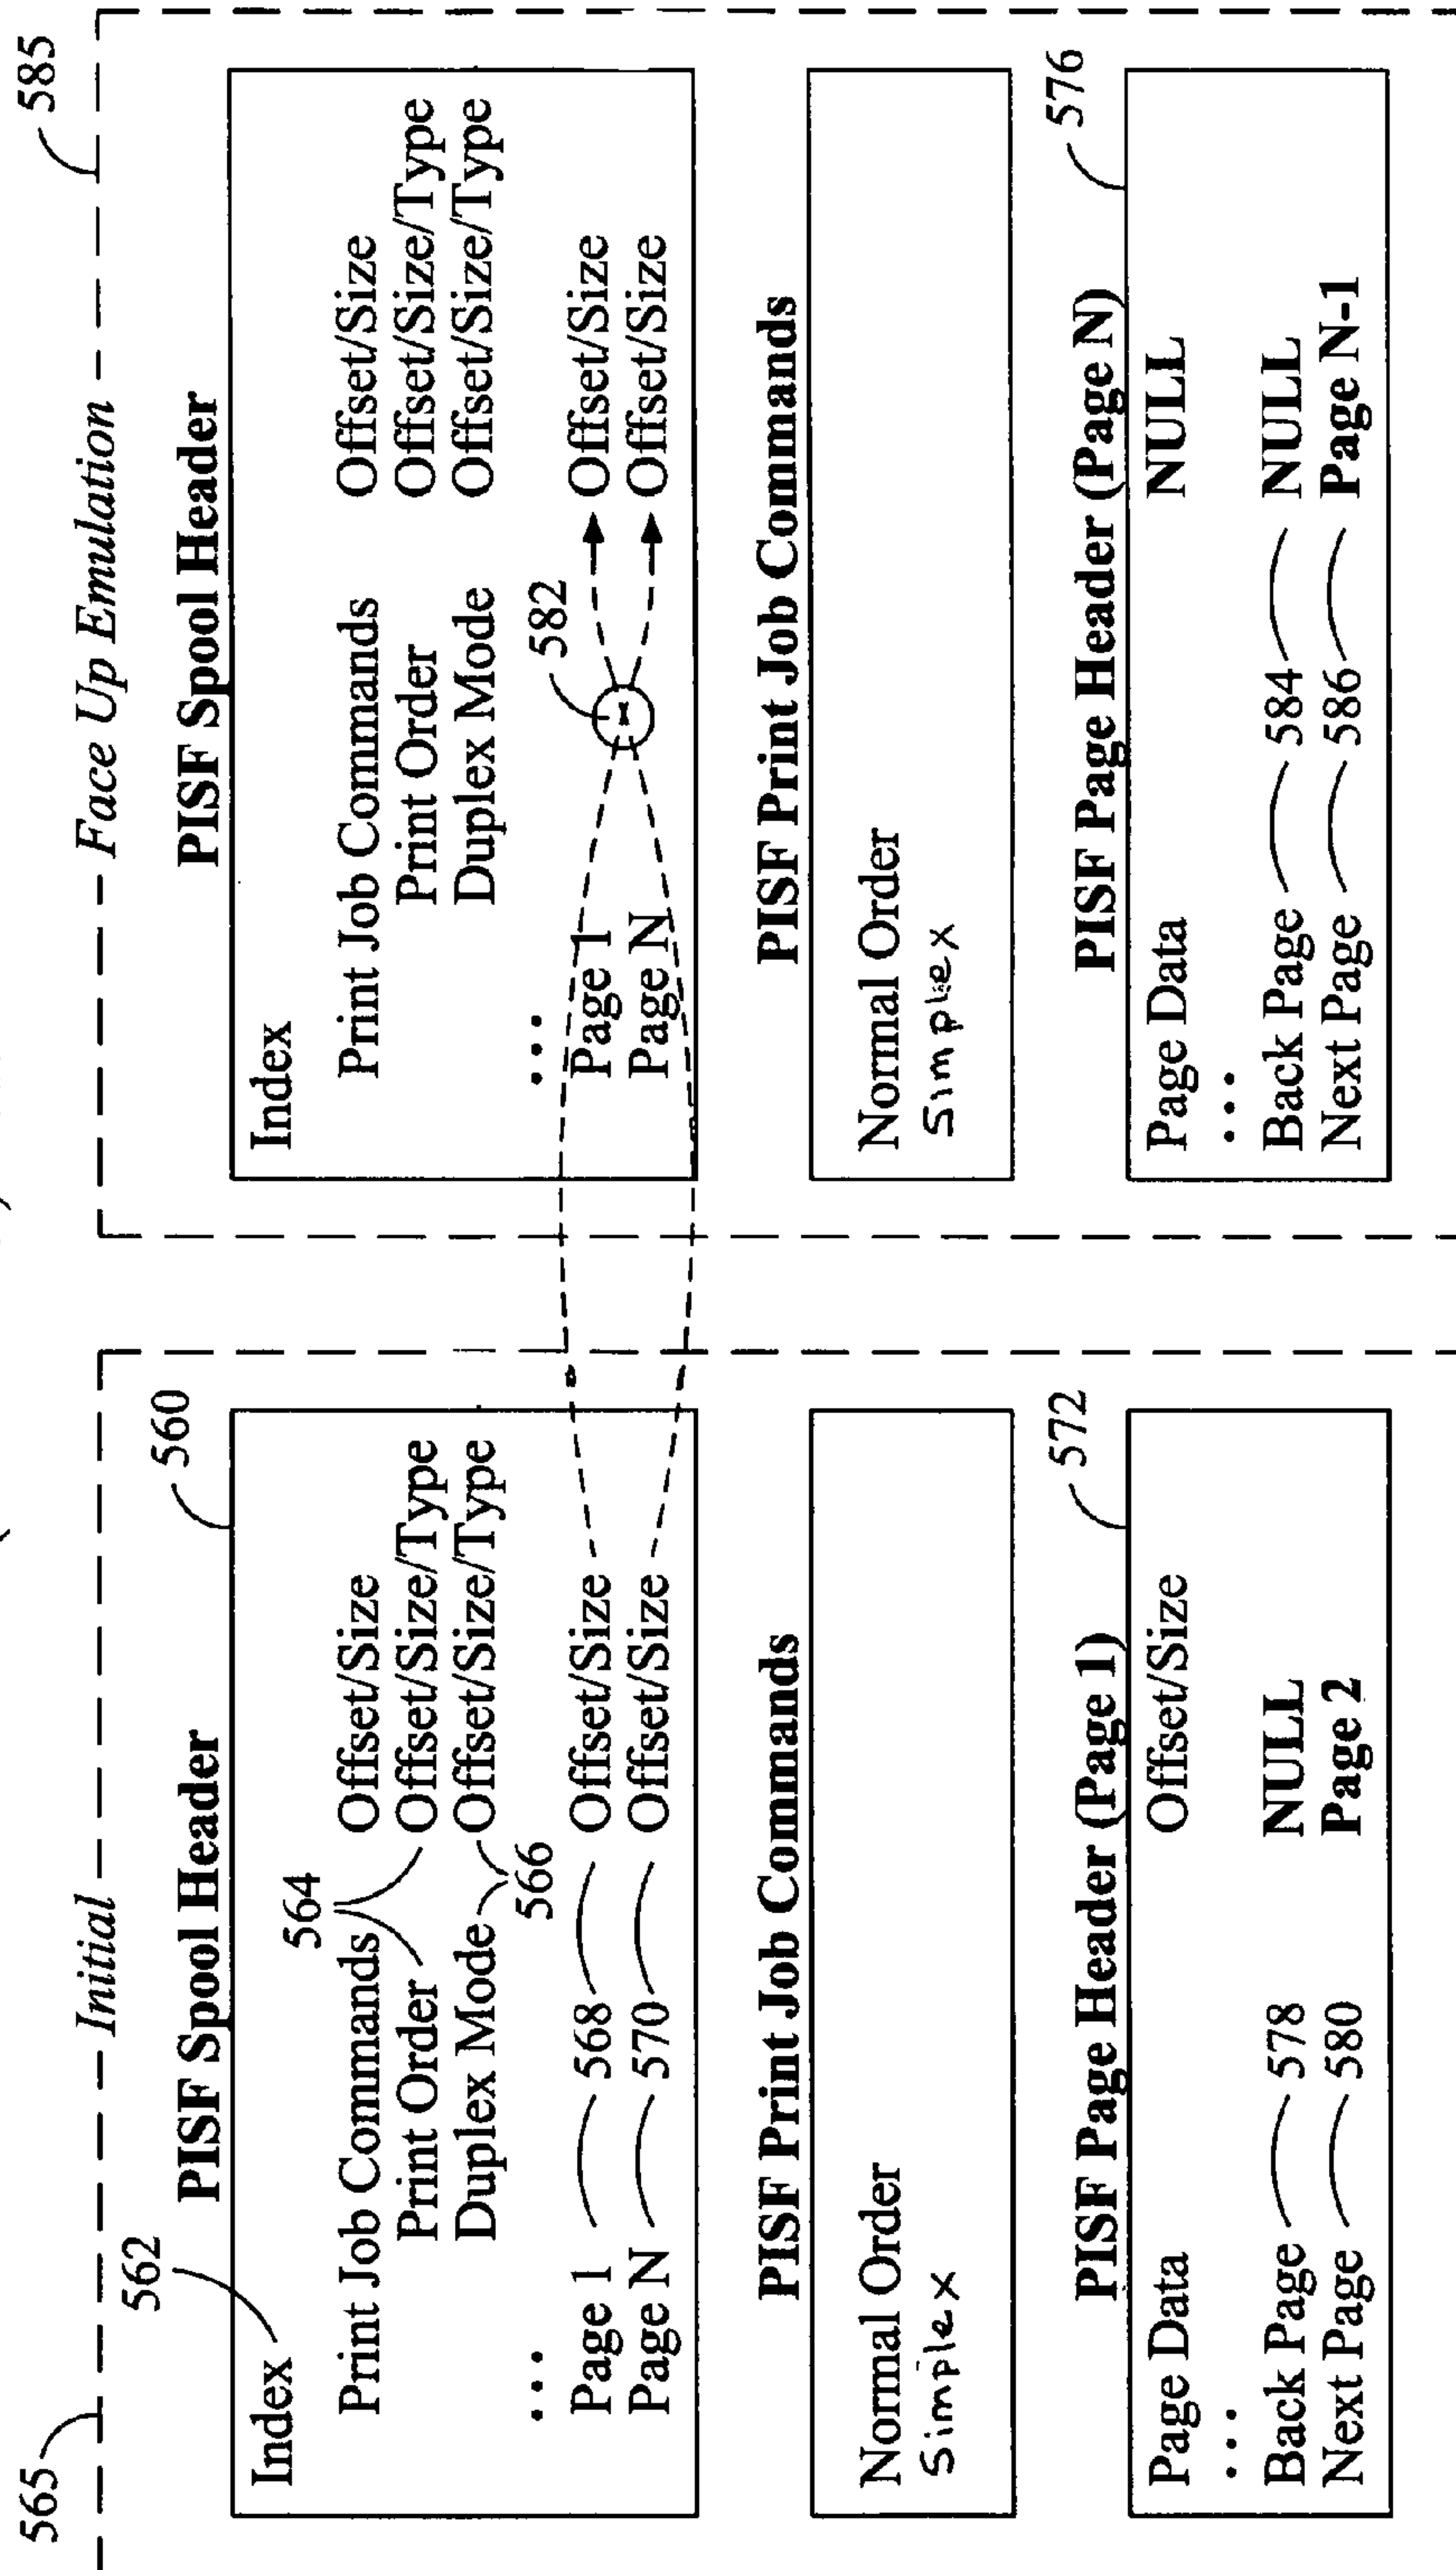 565
Initial
PISF Spool Header
562
560
Index
564
Print Job Commands Offset/Size
Print Order Offset/Size/Type
Duplex Mode Offset/Size/Type
566
...
Page 1 568 Offset/Size
Page N 570 Offset/Size
PISF Print Job Commands
Normal Order
Simplex
PISF Page Header (Page 1)
572
Page Data Offset/Size
...
Back Page 578 NULL
Next Page 580 Page 2
Face Up Emulation
585
PISF Spool Header
Index
Print Job Commands Offset/Size
Print Order Offset/Size/Type
Duplex Mode Offset/Size/Type
582
...
Page 1 Offset/Size
Page N Offset/Size
PISF Print Job Commands
Normal Order
Simplex
PISF Page Header (Page N)
576
Page Data NULL
...
Back Page 584 NULL
Next Page 586 Page N-1